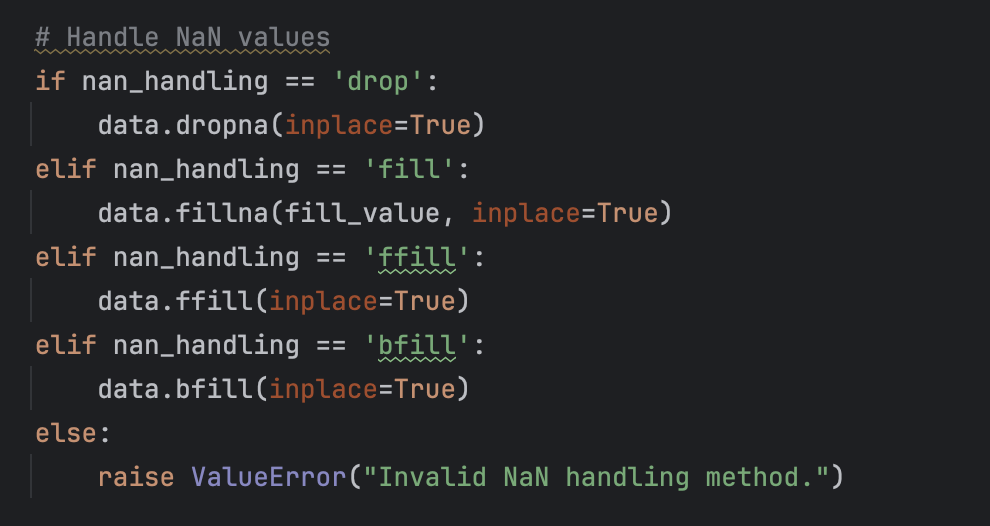 # Handle NaN values
if nan_handling == 'drop':
    data.dropna(inplace=True)
elif nan_handling == 'fill':
    data.fillna(fill_value, inplace=True)
elif nan_handling == 'ffill':
    data.ffill(inplace=True)
elif nan_handling == 'bfill':
    data.bfill(inplace=True)
else:
    raise ValueError("Invalid NaN handling method.")